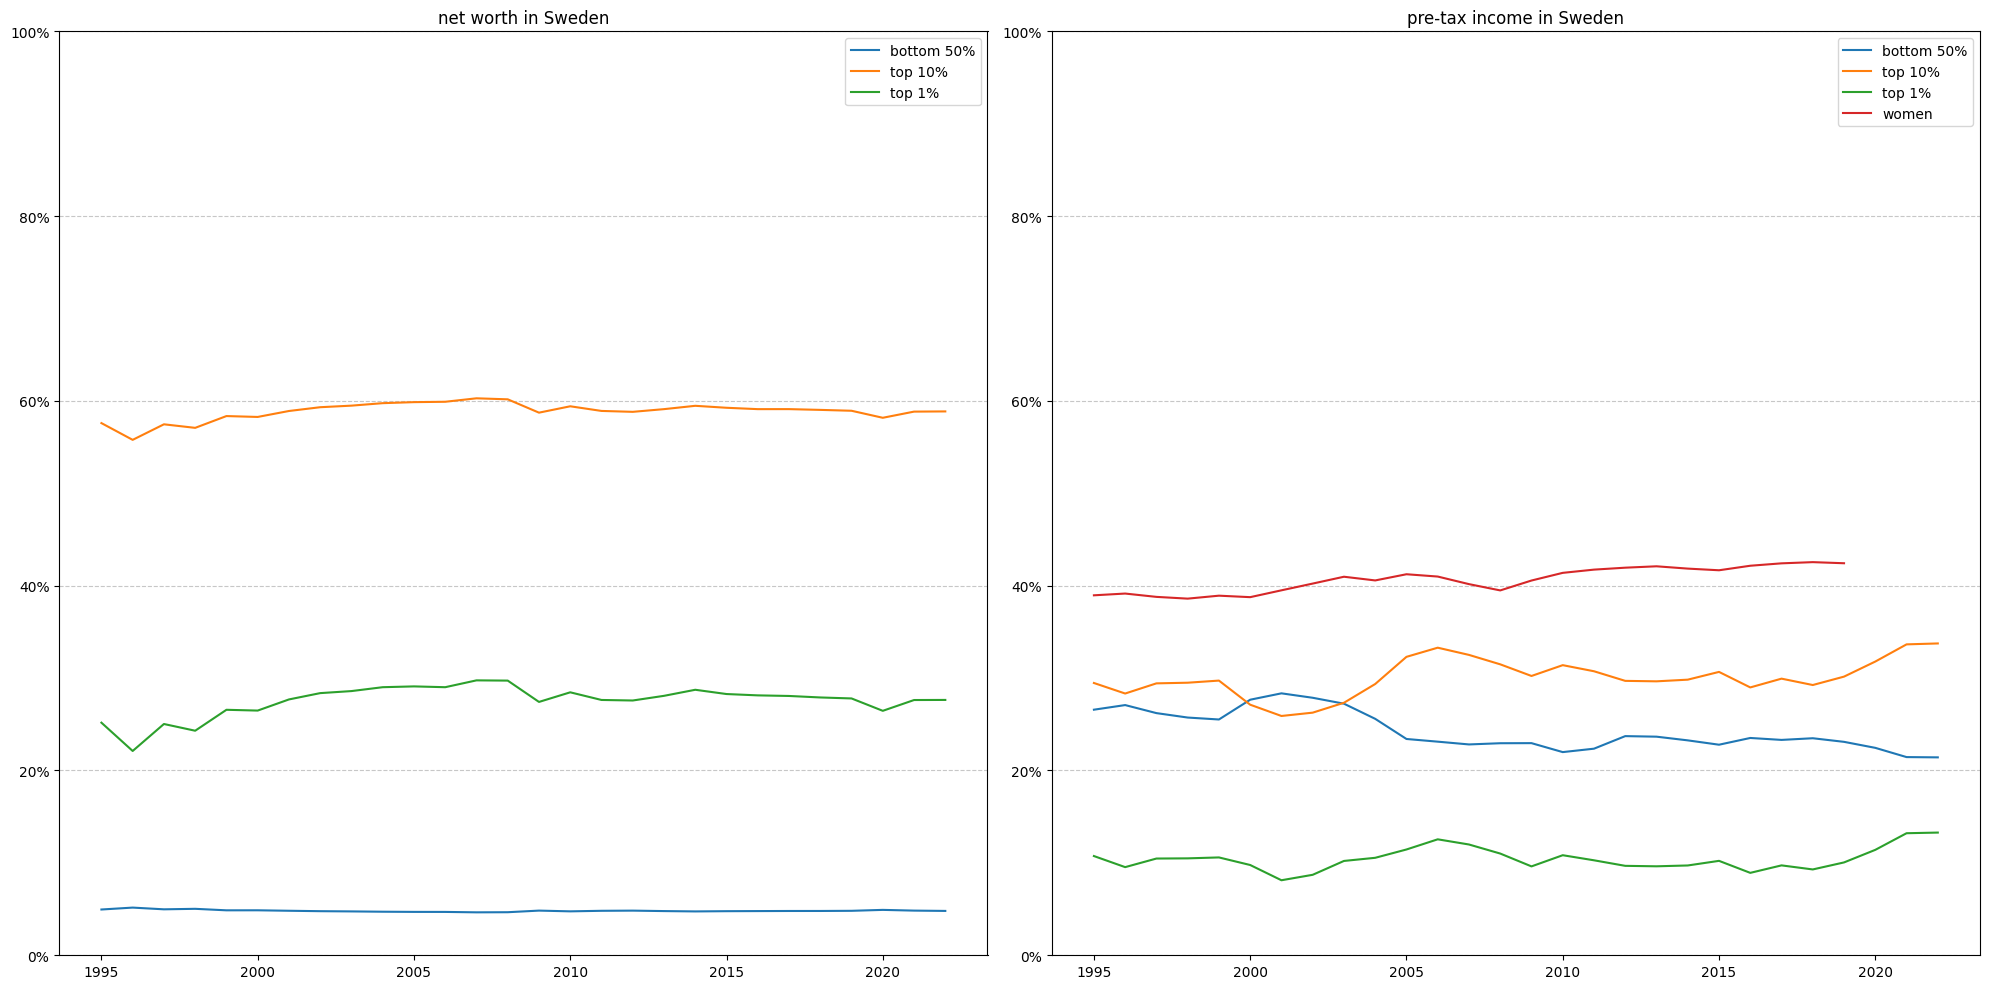 net worth in Sweden
100%
80%
60%
40%
20%
0%
1995 2000 2005 2010 2015 2020
bottom 50%
top 10%
top 1%
pre-tax income in Sweden
100%
80%
60%
40%
20%
0%
1995 2000 2005 2010 2015 2020
bottom 50%
top 10%
top 1%
women